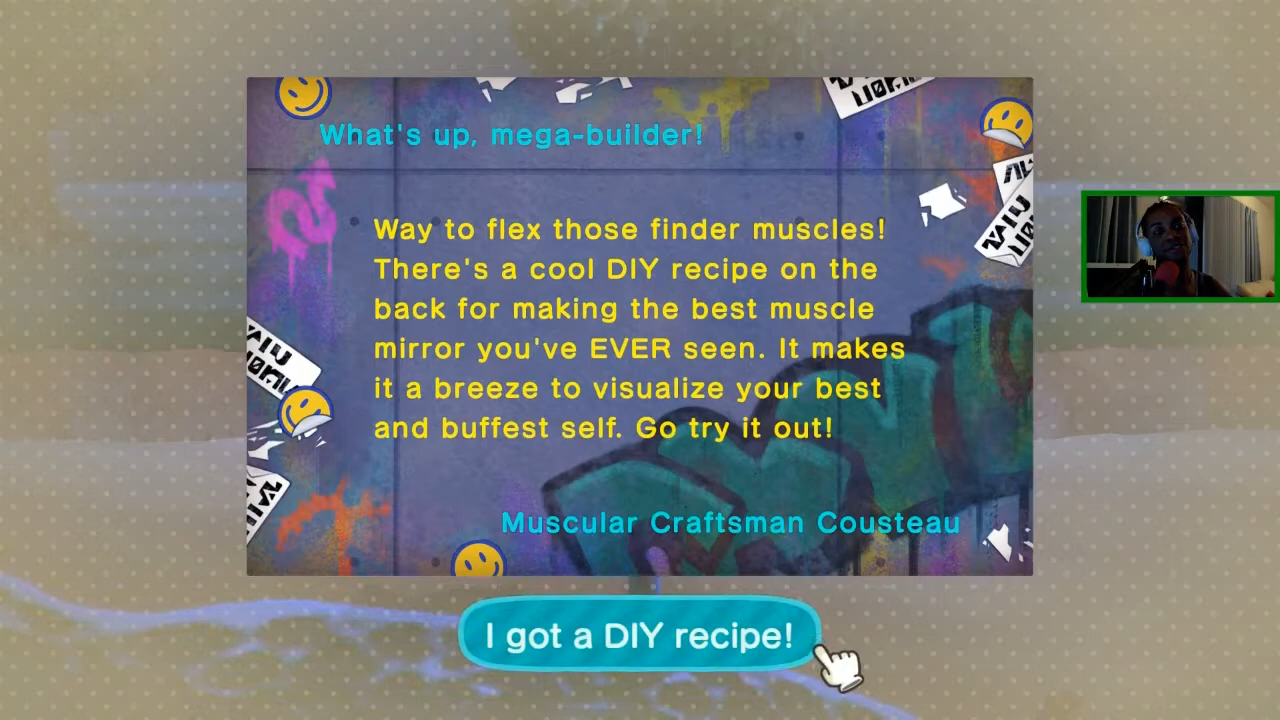 What's up, mega-builder!
Way to flex those finder muscles!
There's a cool DIY recipe on the
back for making the best muscle
mirror you've EVER seen. It makes
it a breeze to visualize your best
and buffest self. Go try it out!
Muscular Craftsman Cousteau
I got a DIY recipe!